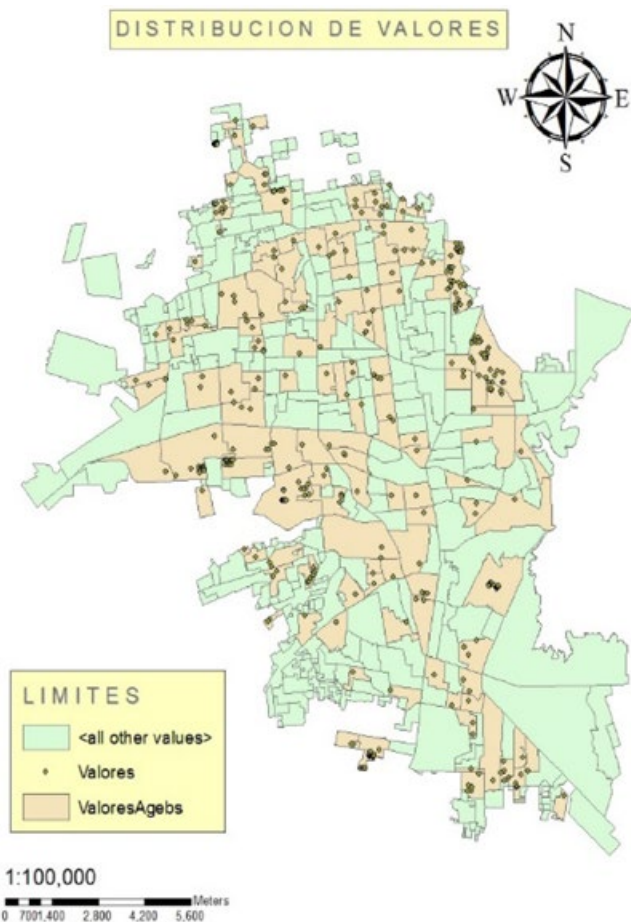 DISTRIBUCION DE VALORES
N
W E
S
LIMITES
<all other values>
Valores
ValoresAgebs
1:100,000
Meters
0 7001,400 2,800 4,200 5,600